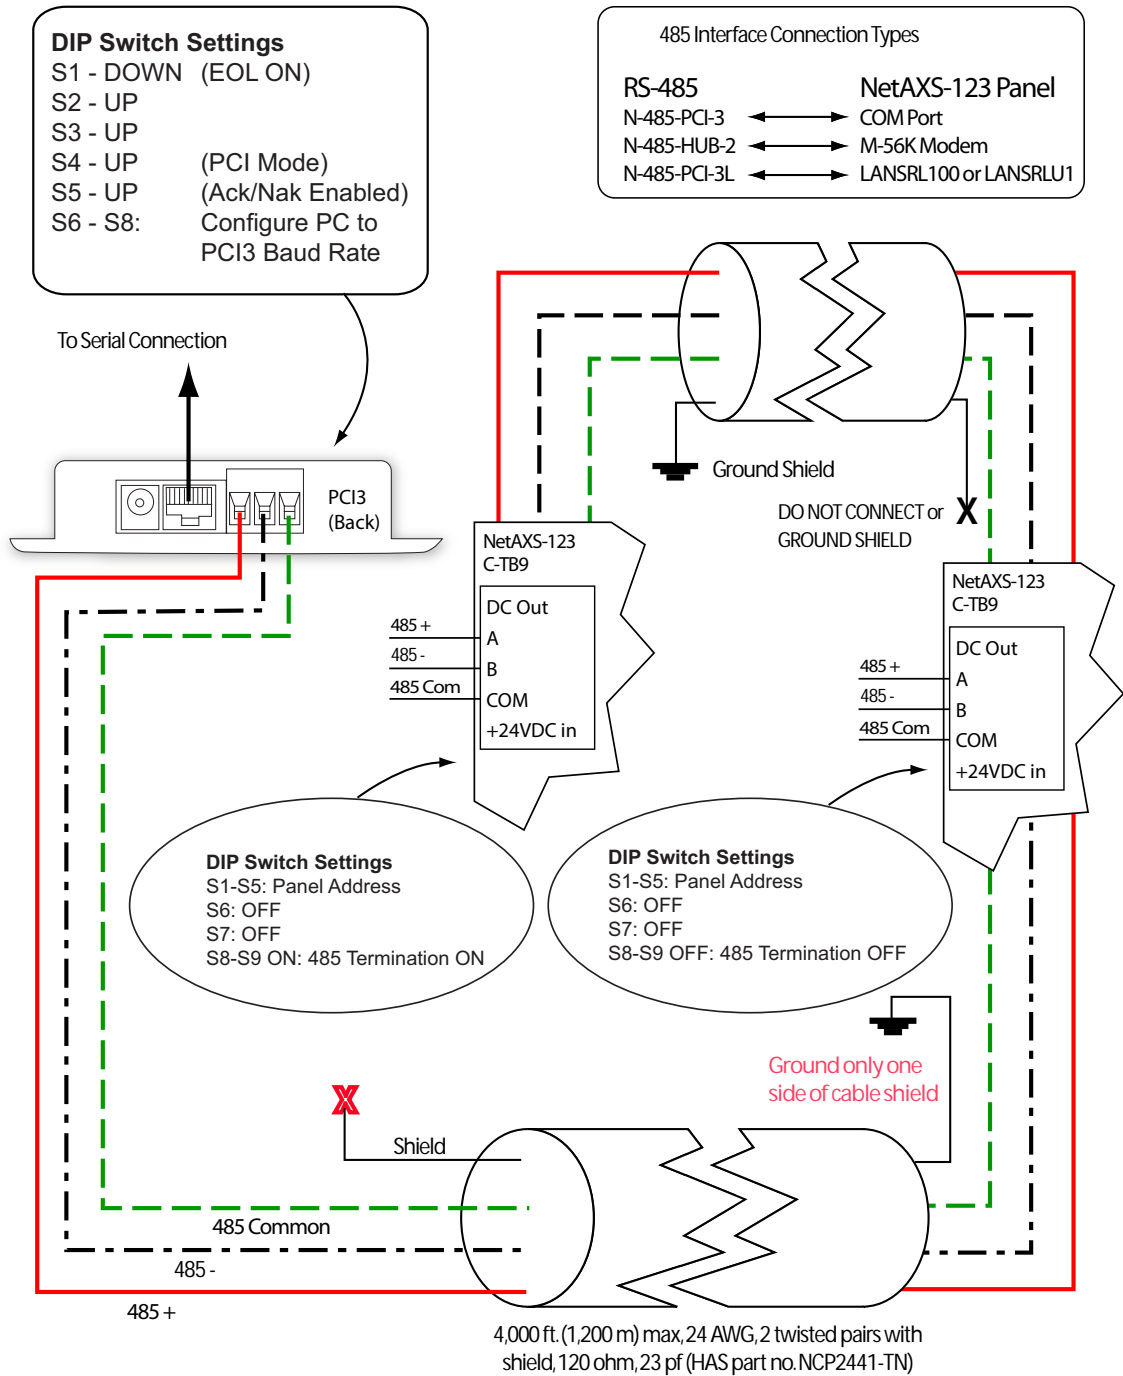 DIP Switch Settings
S1 - DOWN (EOL ON)
S2 - UP
S3 - UP
S4 - UP (PCI Mode)
S5 - UP (Ack/Nak Enabled)
S6 - S8: Configure PC to
PCI3 Baud Rate
485 Interface Connection Types
RS-485 NetAXS-123 Panel
N-485-PCI-3 COM Port
N-485-HUB-2 M-56K Modem
N-485-PCI-3L LANSRL100 or LANSRLU1
To Serial Connection
PCI3
(Back)
Ground Shield
DO NOT CONNECT or
GROUND SHIELD
X
NetAXS-123
C-TB9
DC Out
485 +
A
485 -
B
485 Com
COM
+24VDC in
NetAXS-123
C-TB9
DC Out
485 +
A
485 -
B
485 Com
COM
+24VDC in
DIP Switch Settings
S1-S5: Panel Address
S6: OFF
S7: OFF
S8-S9 ON: 485 Termination ON
DIP Switch Settings
S1-S5: Panel Address
S6: OFF
S7: OFF
S8-S9 OFF: 485 Termination OFF
Ground only one
side of cable shield
X
Shield
485 Common
485 -
485 +
4,000 ft. (1,200 m) max, 24 AWG, 2 twisted pairs with
shield, 120 ohm, 23 pf (HAS part no. NCP2441-TN)